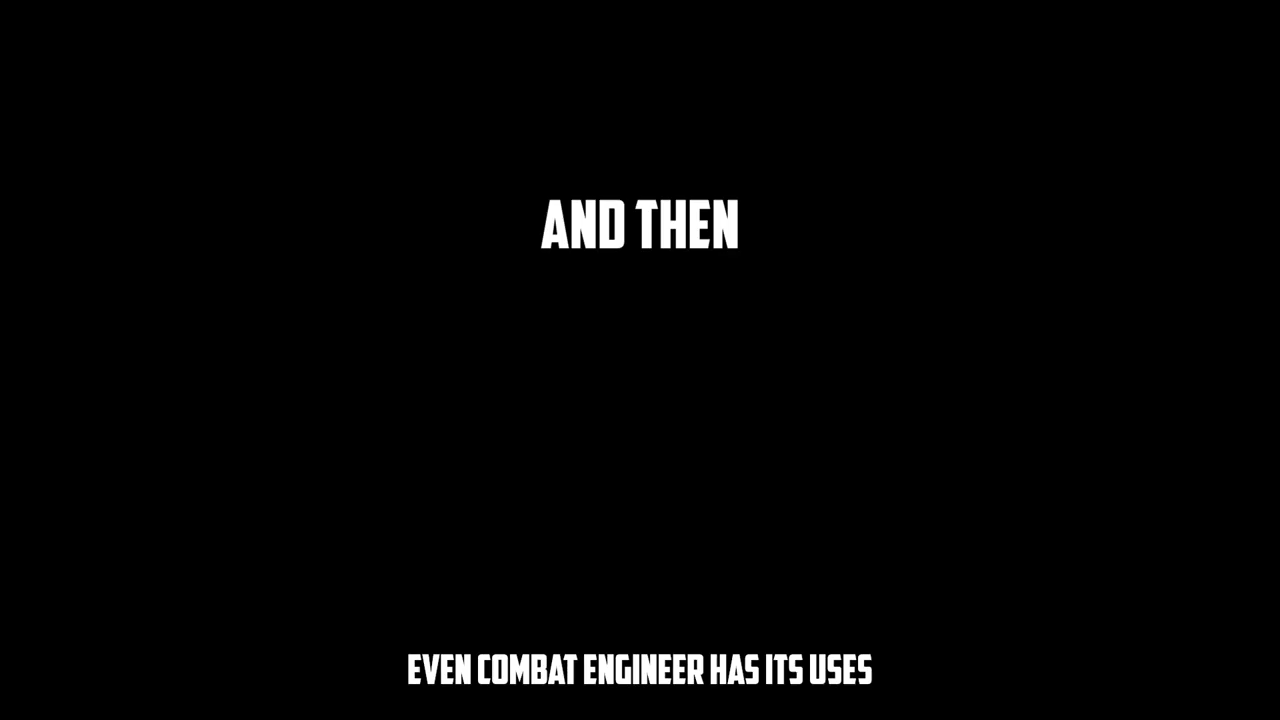 AND THEN
EVEN COMBAT ENGINEER HAS ITS USES